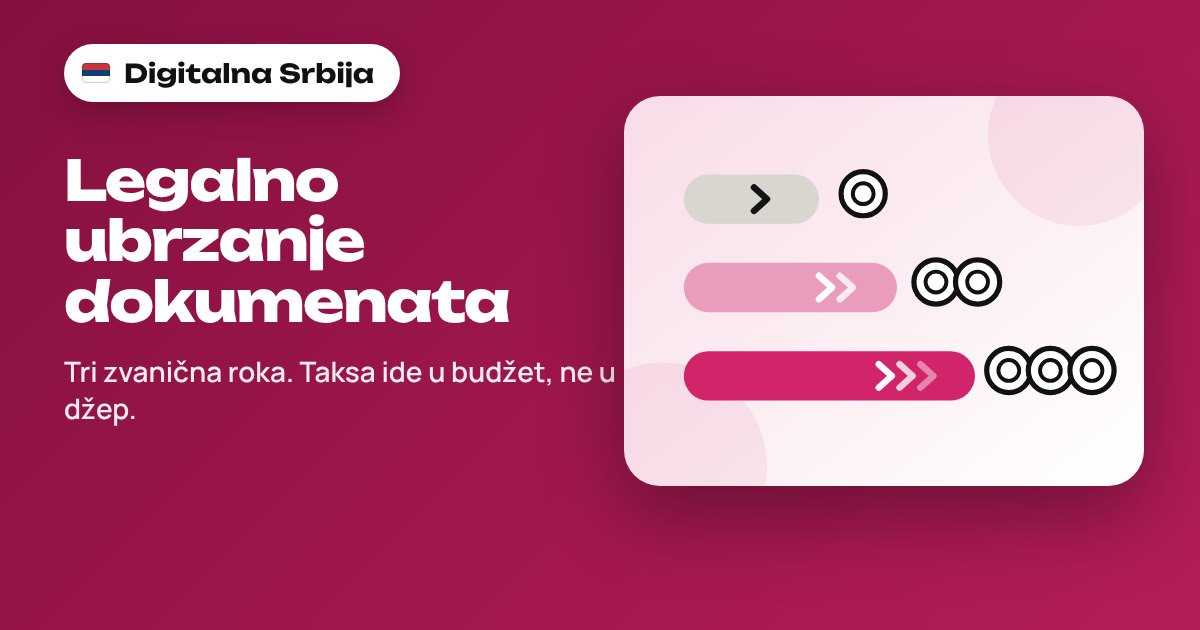 Digitalna Srbija
Legalno
ubrzanje
dokumenata
Tri zvanična roka. Taksa ide u budžet, ne u
džep.